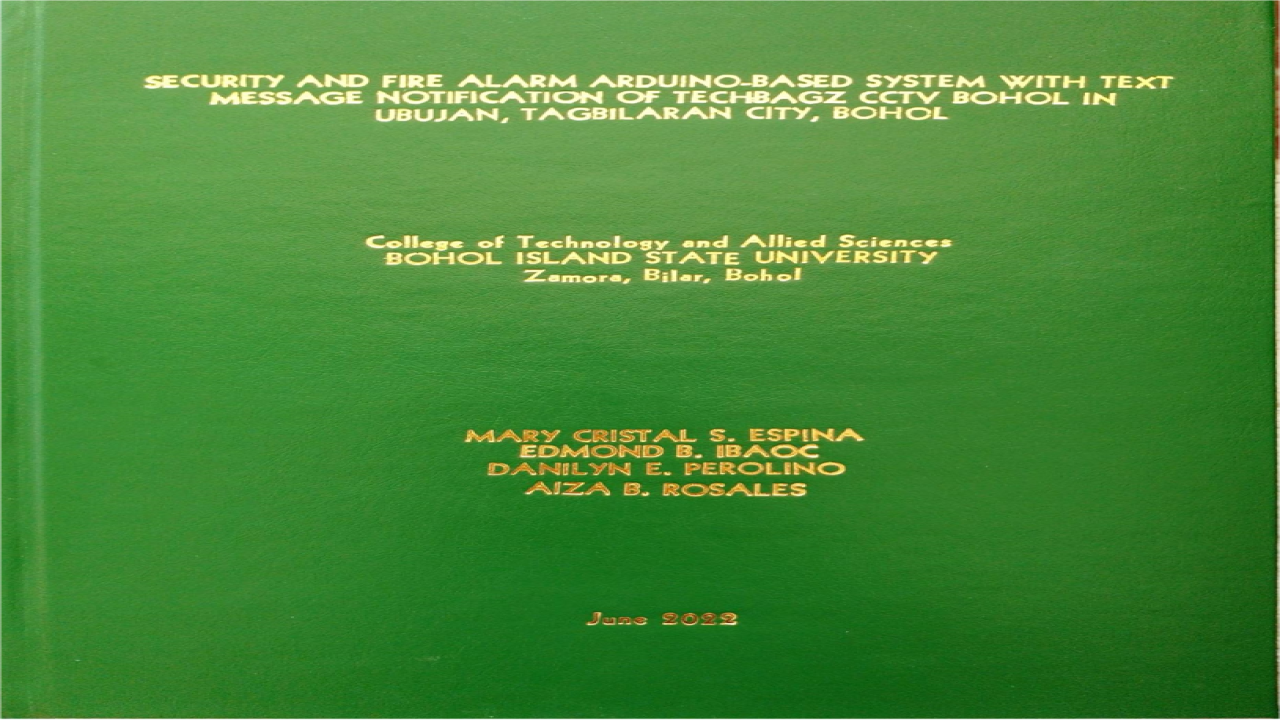 SECURITY AND FIRE ALARM ARDUINO-BASED SYSTEM WITH TEXT
MESSAGE NOTIFICATION OF TECHBAGZ CCTV BOHOL IN
UBUJAN, TAGBILARAN CITY, BOHOL
College of Technology and Allied Sciences
BOHOL ISLAND STATE UNIVERSITY
Zamora, Bilar, Bohol
MARY CRISTAL S. ESPINA
EDMOND B. IBAOC
DANILYN E. PEROLINO
AIZA B. ROSALES
June 2022